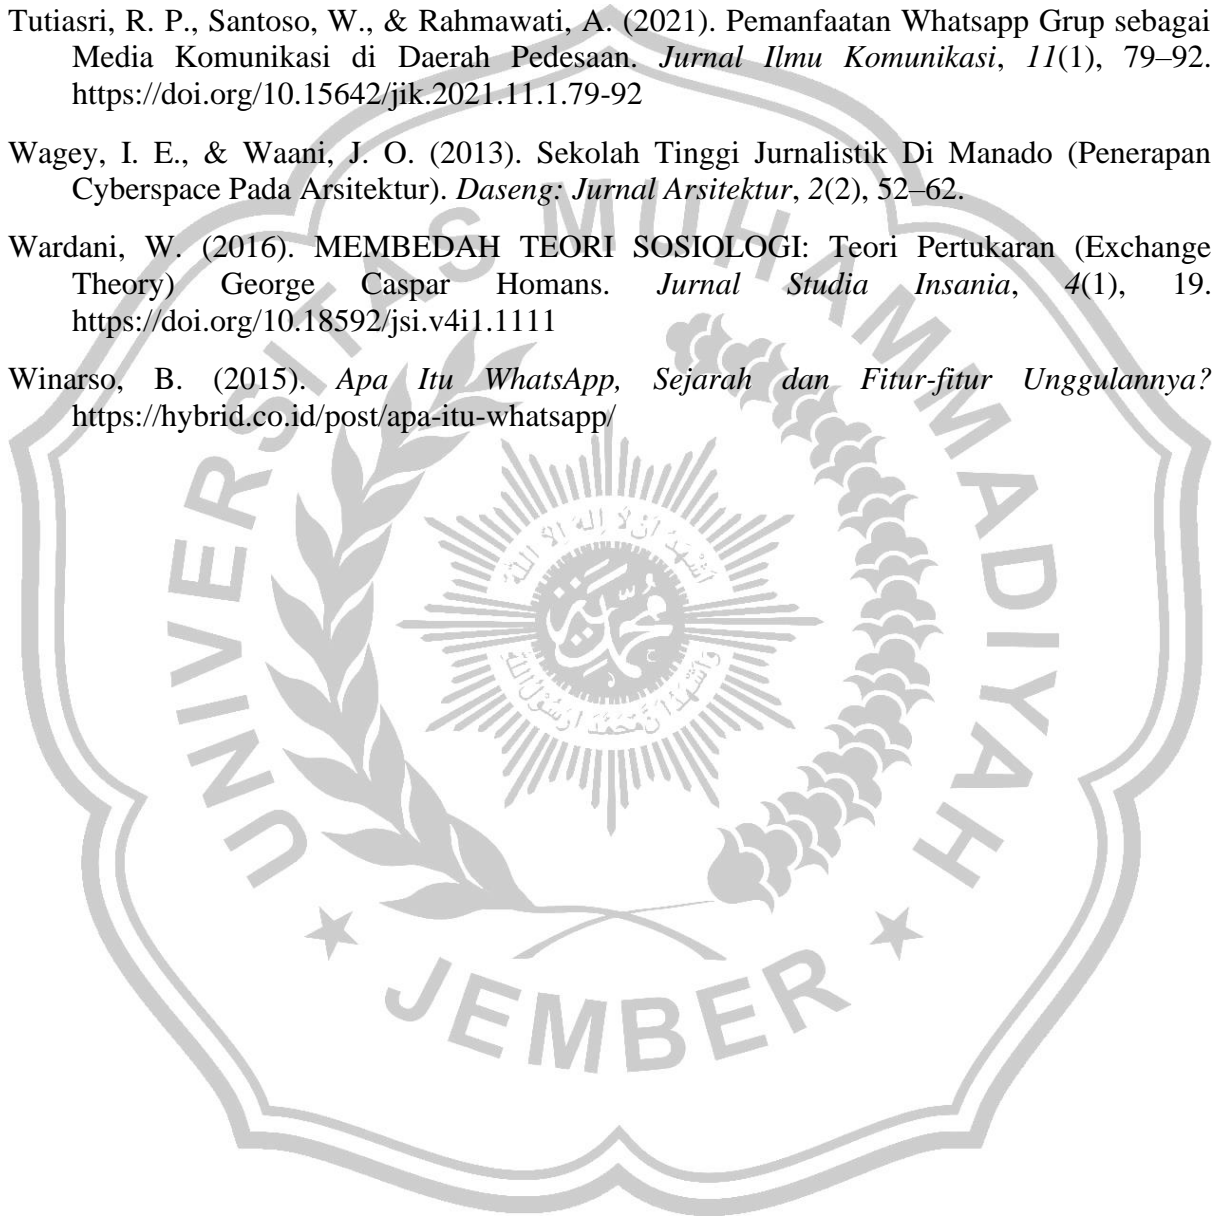 Tutiasri, R. P., Santoso, W., & Rahmawati, A. (2021). Pemanfaatan Whatsapp Grup sebagai
Media Komunikasi di Daerah Pedesaan. Jurnal Ilmu Komunikasi, 11(1), 79–92.
https://doi.org/10.15642/jik.2021.11.1.79-92
Wagey, I. E., & Waani, J. O. (2013). Sekolah Tinggi Jurnalistik Di Manado (Penerapan
Cyberspace Pada Arsitektur). Daseng: Jurnal Arsitektur, 2(2), 52–62.
Wardani, W. (2016). MEMBEDAH TEORI SOSIOLOGI: Teori Pertukaran (Exchange
Theory) George Caspar Homans. Jurnal Studia Insania, 4(1), 19.
https://doi.org/10.18592/jsi.v4i1.1111
Winarso, B. (2015). Apa Itu WhatsApp, Sejarah dan Fitur-fitur Unggulannya?
https://hybrid.co.id/post/apa-itu-whatsapp/
UNIVERSITAS MUHAMMADIYAH
JEMBER